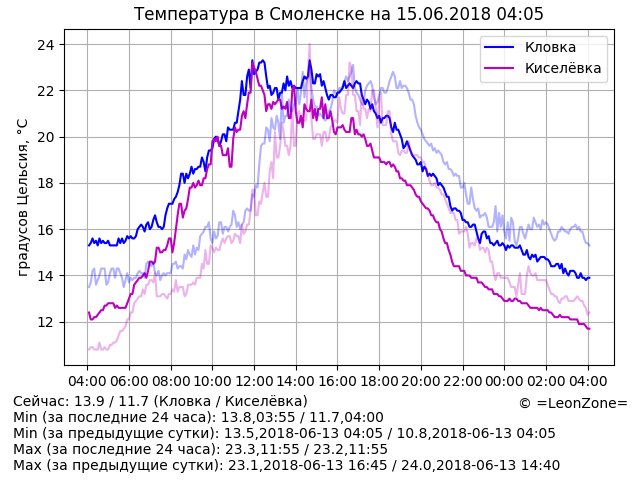 Температура в Смоленске на 15.06.2018 04:05
Кловка
Киселёвка
градусов Цельсия, °C
24
22
20
18
16
14
12
04:00 06:00 08:00 10:00 12:00 14:00 16:00 18:00 20:00 22:00 00:00 02:00 04:00
Сейчас: 13.9 / 11.7 (Кловка / Киселёвка)
© =LeonZone=
Min (за последние 24 часа): 13.8,03:55 / 11.7,04:00
Min (за предыдущие сутки): 13.5,2018-06-13 04:05 / 10.8,2018-06-13 04:05
Max (за последние 24 часа): 23.3,11:55 / 23.2,11:55
Max (за предыдущие сутки): 23.1,2018-06-13 16:45 / 24.0,2018-06-13 14:40